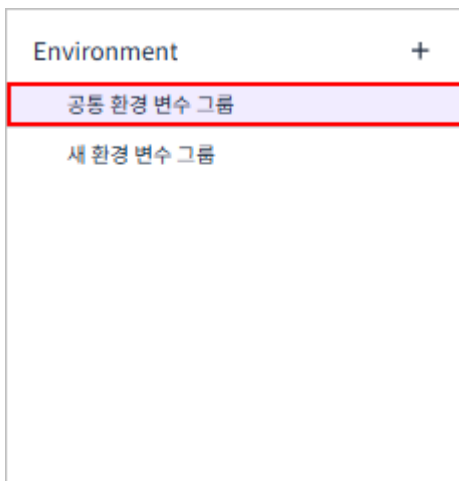 Environment +
공통 환경 변수 그룹
새 환경 변수 그룹